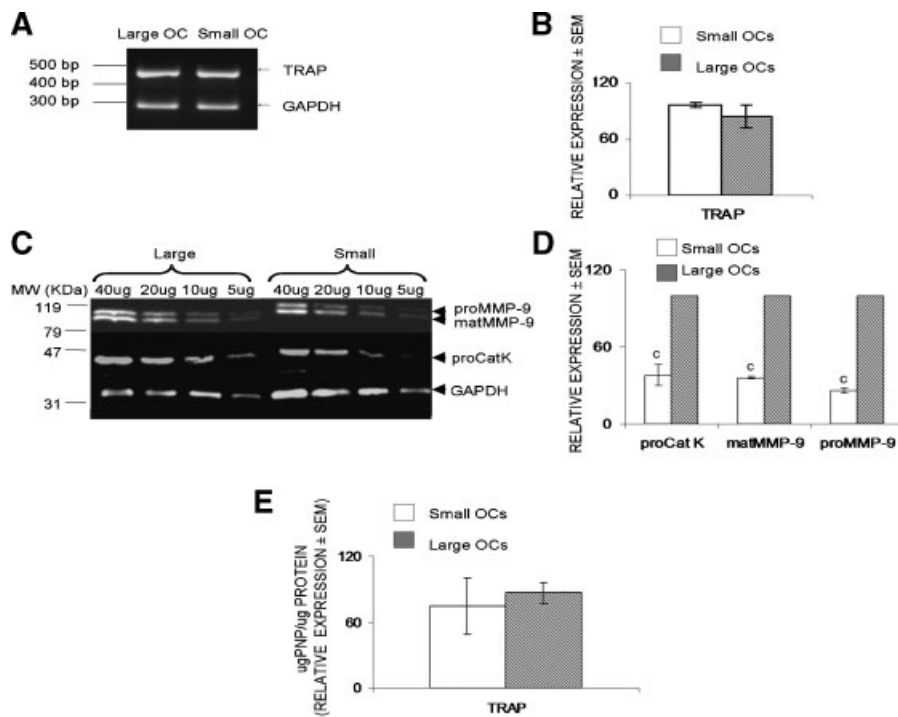 A
Large OC Small OC
500 bp
400 bp
300 bp
TRAP
GAPDH
B
Small OCs
Large OCs
RELATIVE EXPRESSION ± SEM
120
60
0
TRAP
C
Large Small
MW (KDa) 40ug 20ug 10ug 5ug 40ug 20ug 10ug 5ug
119
79
47
31
proMMP-9
matMMP-9
proCatK
GAPDH
D
Small OCs
Large OCs
RELATIVE EXPRESSION ± SEM
120
60
0
c c c
proCat K matMMP-9 proMMP-9
E
Small OCs
Large OCs
ugPNP/ug PROTEIN
(RELATIVE EXPRESSION ± SEM)
120
60
0
TRAP